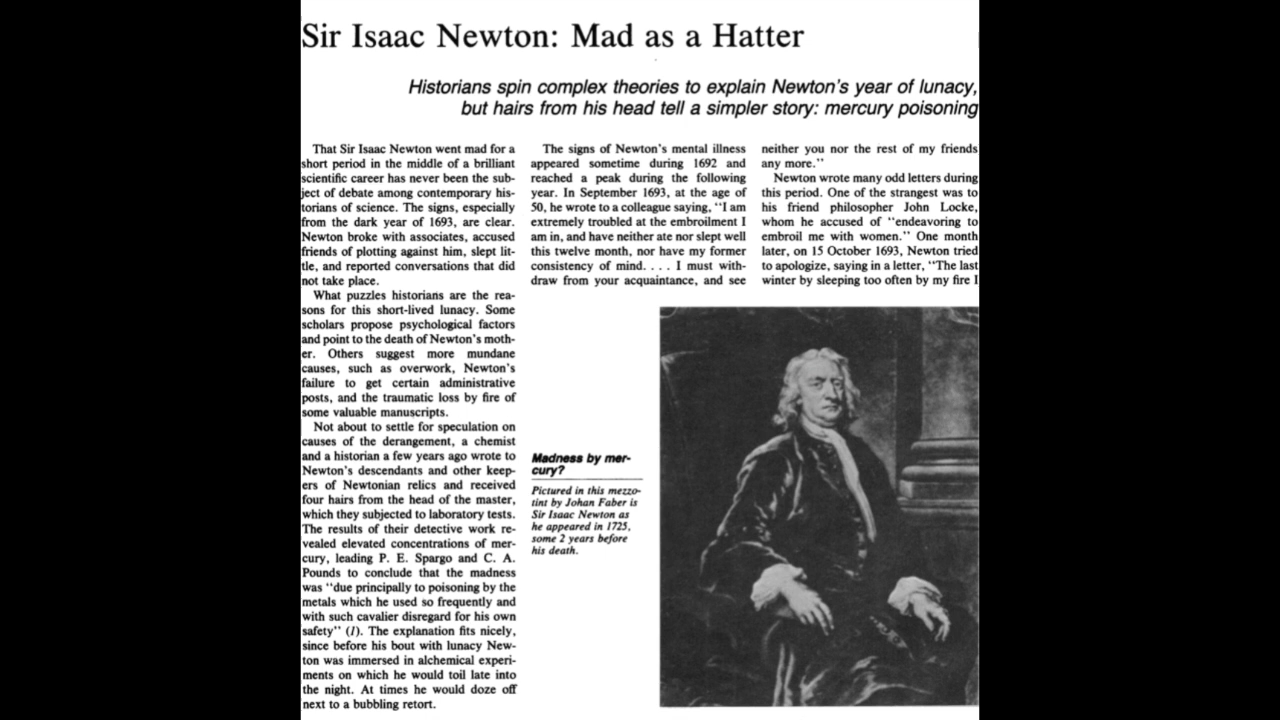 Sir Isaac Newton: Mad as a Hatter
Historians spin complex theories to explain Newton's year of lunacy,
but hairs from his head tell a simpler story: mercury poisoning
That Sir Isaac Newton went mad for a
short period in the middle of a brilliant
scientific career has never been the sub-
ject of debate among contemporary his-
torians of science. The signs, especially
from the dark year of 1693, are clear.
Newton broke with associates, accused
friends of plotting against him, slept lit-
tle, and reported conversations that did
not take place.
What puzzles historians are the rea-
sons for this short-lived lunacy. Some
scholars propose psychological factors
and point to the death of Newton's moth-
er. Others suggest more mundane
causes, such as overwork, Newton's
failure to get certain administrative
posts, and the traumatic loss by fire of
some valuable manuscripts.
Not about to settle for speculation on
causes of the derangement, a chemist
and a historian a few years ago wrote to
Newton's descendants and other keep-
ers of Newtonian relics and received
four hairs from the head of the master,
which they subjected to laboratory tests.
The results of their detective work re-
vealed elevated concentrations of mer-
cury, leading P. E. Spargo and C. A.
Pounds to conclude that the madness
was "due principally to poisoning by the
metals which he used so frequently and
with such cavalier disregard for his own
safety" (1). The explanation fits nicely,
since before his bout with lunacy New-
ton was immersed in alchemical experi-
ments on which he would toil late into
the night. At times he would doze off
next to a bubbling retort.
The signs of Newton's mental illness
appeared sometime during 1692 and
reached a peak during the following
year. In September 1693, at the age of
50, he wrote to a colleague saying, "I am
extremely troubled at the embroilment I
am in, and have neither ate nor slept well
this twelve month, nor have my former
consistency of mind. . . . I must with-
draw from your acquaintance, and see
neither you nor the rest of my friends
any more."
Newton wrote many odd letters during
this period. One of the strangest was to
his friend philosopher John Locke,
whom he accused of "endeavoring to
embroil me with women." One month
later, on 15 October 1693, Newton tried
to apologize, saying in a letter, "The last
winter by sleeping too often by my fire I
Madness by mer-
cury?
Pictured in this mezzo-
tint by Johan Faber is
Sir Isaac Newton as
he appeared in 1725,
some 2 years before
his death.